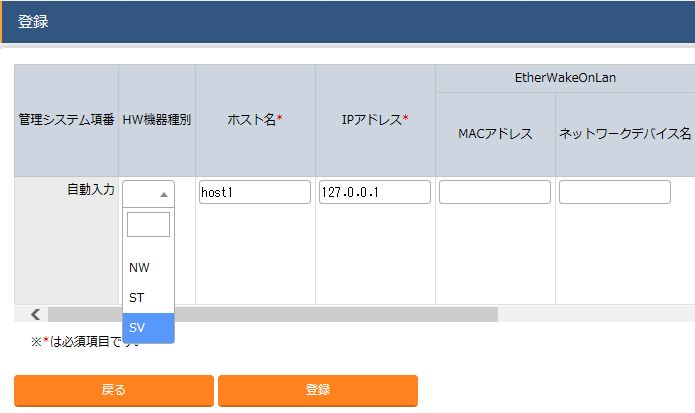 登録
EtherWakeOnLan
管理システム項番 HW機器種別 ホスト名* IPアドレス* MACアドレス ネットワークデバイス名
自動入力 host1 127.0.0.1
NW
ST
SV
※*は必須項目です。
戻る 登録